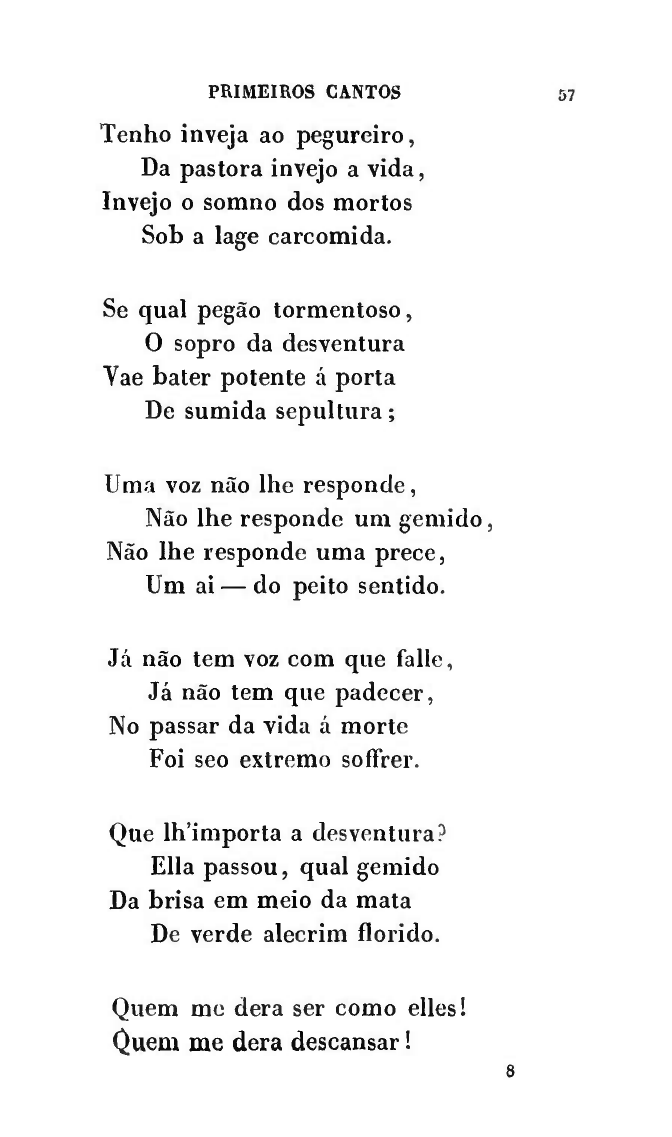 PRIMEIROS CANTOS 57
Tenho inveja ao pegureiro,
Da pastora invejo a vida,
Invejo o somno dos mortos
Sob a lage carcomida.
Se qual pegão tormentoso,
O sopro da desventura
Vae bater potente á porta
De sumida sepultura;
Uma voz não lhe responde,
Não lhe responde um gemido,
Não lhe responde uma prece,
Um ai — do peito sentido.
Já não tem voz com que falle,
Já não tem que padecer,
No passar da vida á morte
Foi seo extremo soffrer.
Que lh'importa a desventura?
Ella passou, qual gemido
Da brisa em meio da mata
De verde alecrim florido.
Quem me dera ser como elles!
Quem me dera descansar!
8